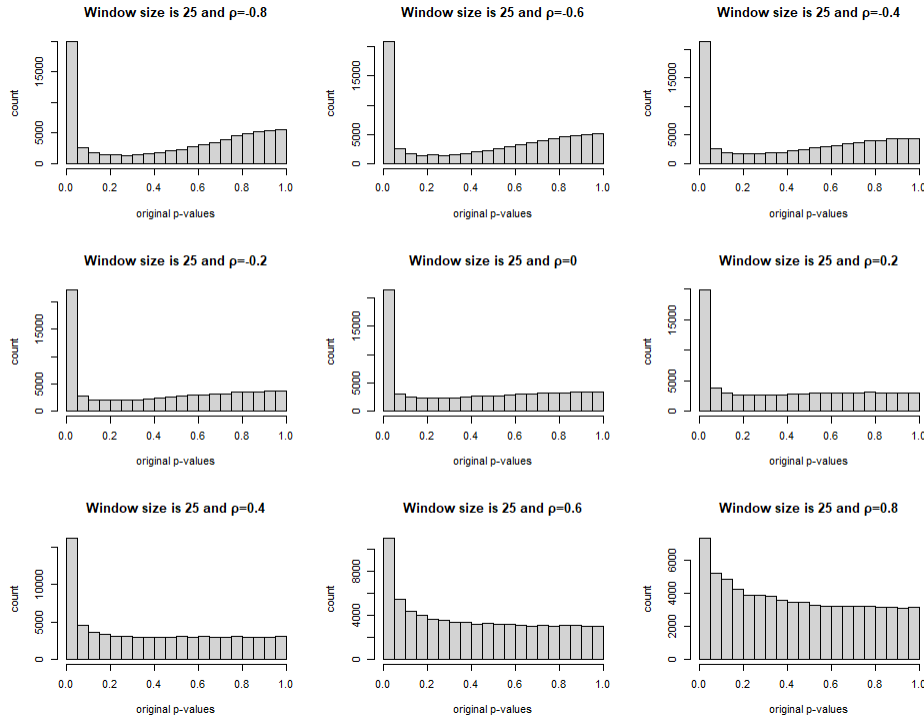 Window size is 25 and ρ=-0.8
count
0 5000 15000
0.0 0.2 0.4 0.6 0.8 1.0
original p-values
Window size is 25 and ρ=-0.6
count
0 5000 15000
0.0 0.2 0.4 0.6 0.8 1.0
original p-values
Window size is 25 and ρ=-0.4
count
0 5000 15000
0.0 0.2 0.4 0.6 0.8 1.0
original p-values
Window size is 25 and ρ=-0.2
count
0 5000 15000
0.0 0.2 0.4 0.6 0.8 1.0
original p-values
Window size is 25 and ρ=0
count
0 5000 15000
0.0 0.2 0.4 0.6 0.8 1.0
original p-values
Window size is 25 and ρ=0.2
count
0 5000 15000
0.0 0.2 0.4 0.6 0.8 1.0
original p-values
Window size is 25 and ρ=0.4
count
0 5000 10000
0.0 0.2 0.4 0.6 0.8 1.0
original p-values
Window size is 25 and ρ=0.6
count
0 4000 8000
0.0 0.2 0.4 0.6 0.8 1.0
original p-values
Window size is 25 and ρ=0.8
count
0 2000 4000 6000
0.0 0.2 0.4 0.6 0.8 1.0
original p-values